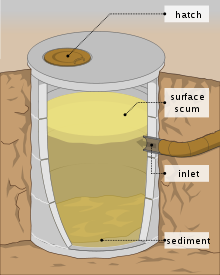 hatch
surface
scum
inlet
sediment